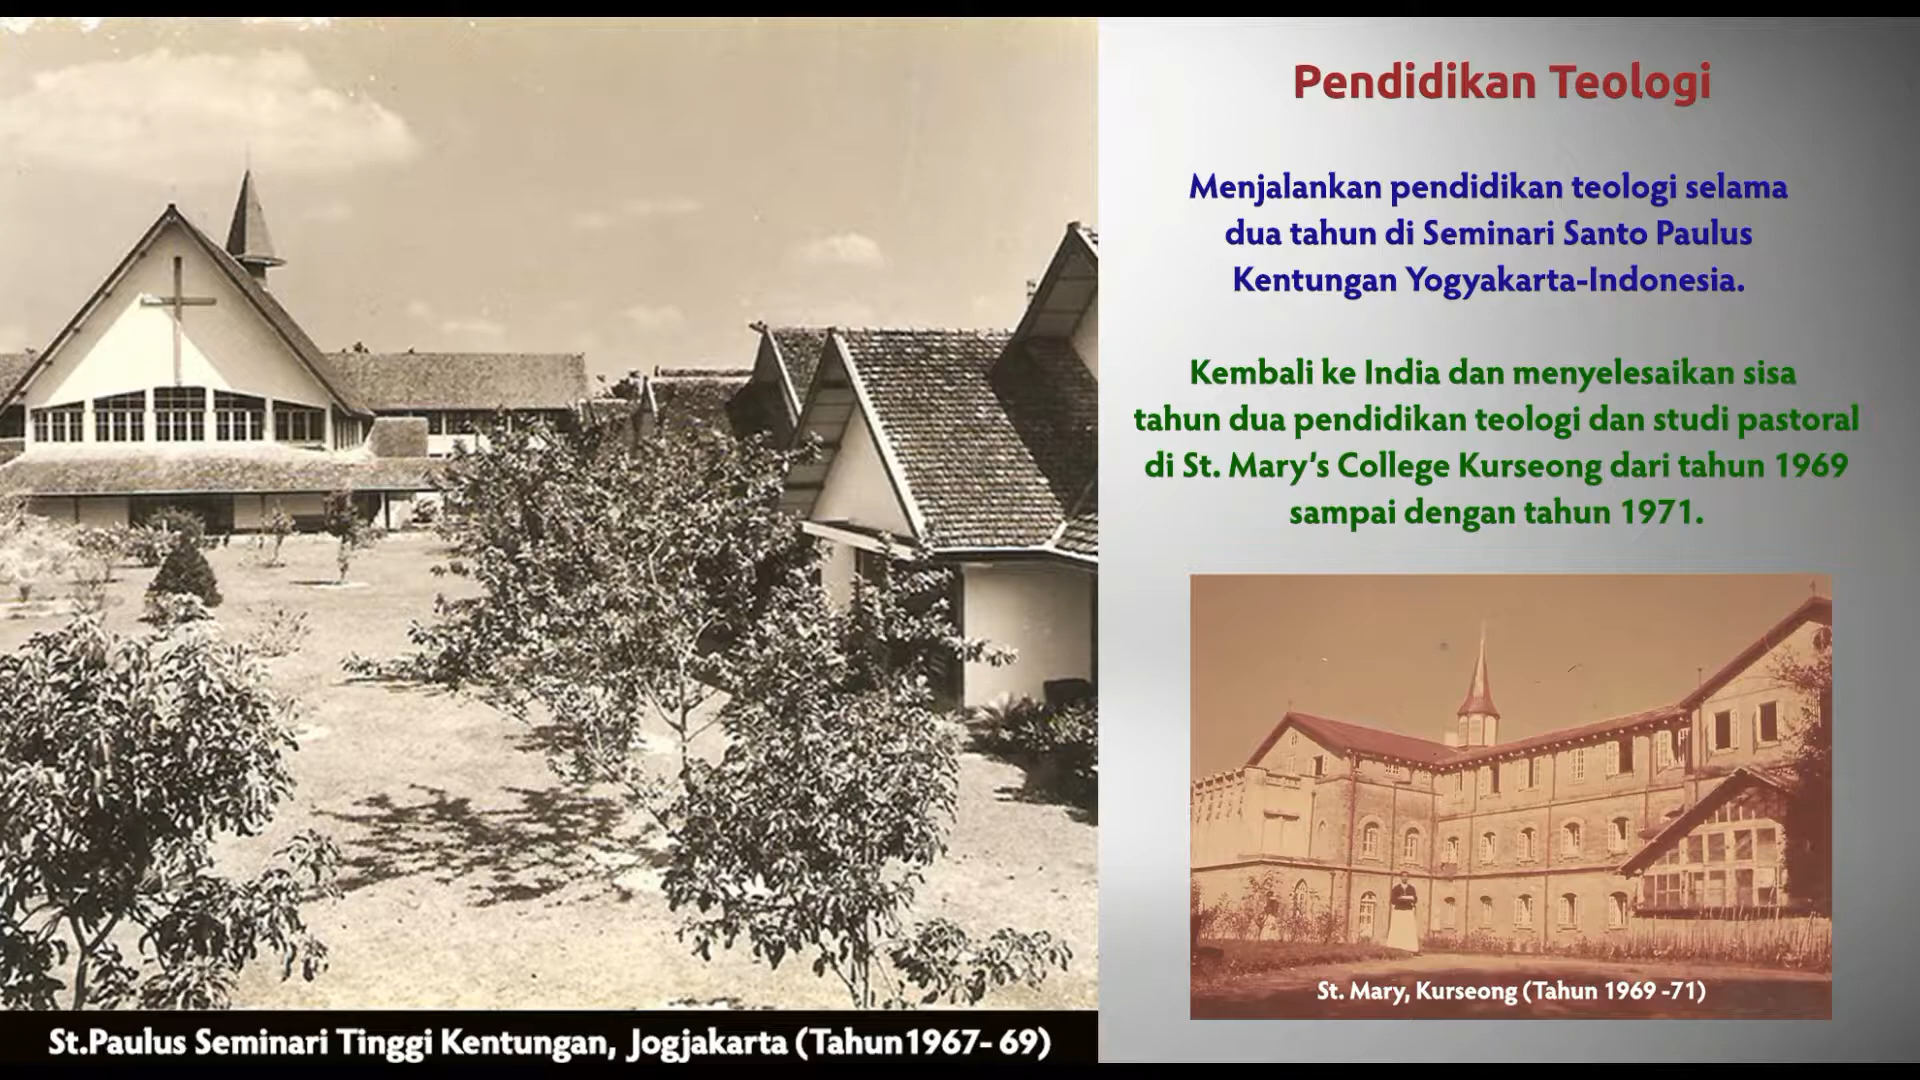 Pendidikan Teologi
Menjalankan pendidikan teologi selama
dua tahun di Seminari Santo Paulus
Kentungan Yogyakarta-Indonesia.
Kembali ke India dan menyelesaikan sisa
tahun dua pendidikan teologi dan studi pastoral
di St. Mary’s College Kurseong dari tahun 1969
sampai dengan tahun 1971.
St. Mary, Kurseong (Tahun 1969 -71)
St.Paulus Seminari Tinggi Kentungan, Jogjakarta (Tahun1967- 69)